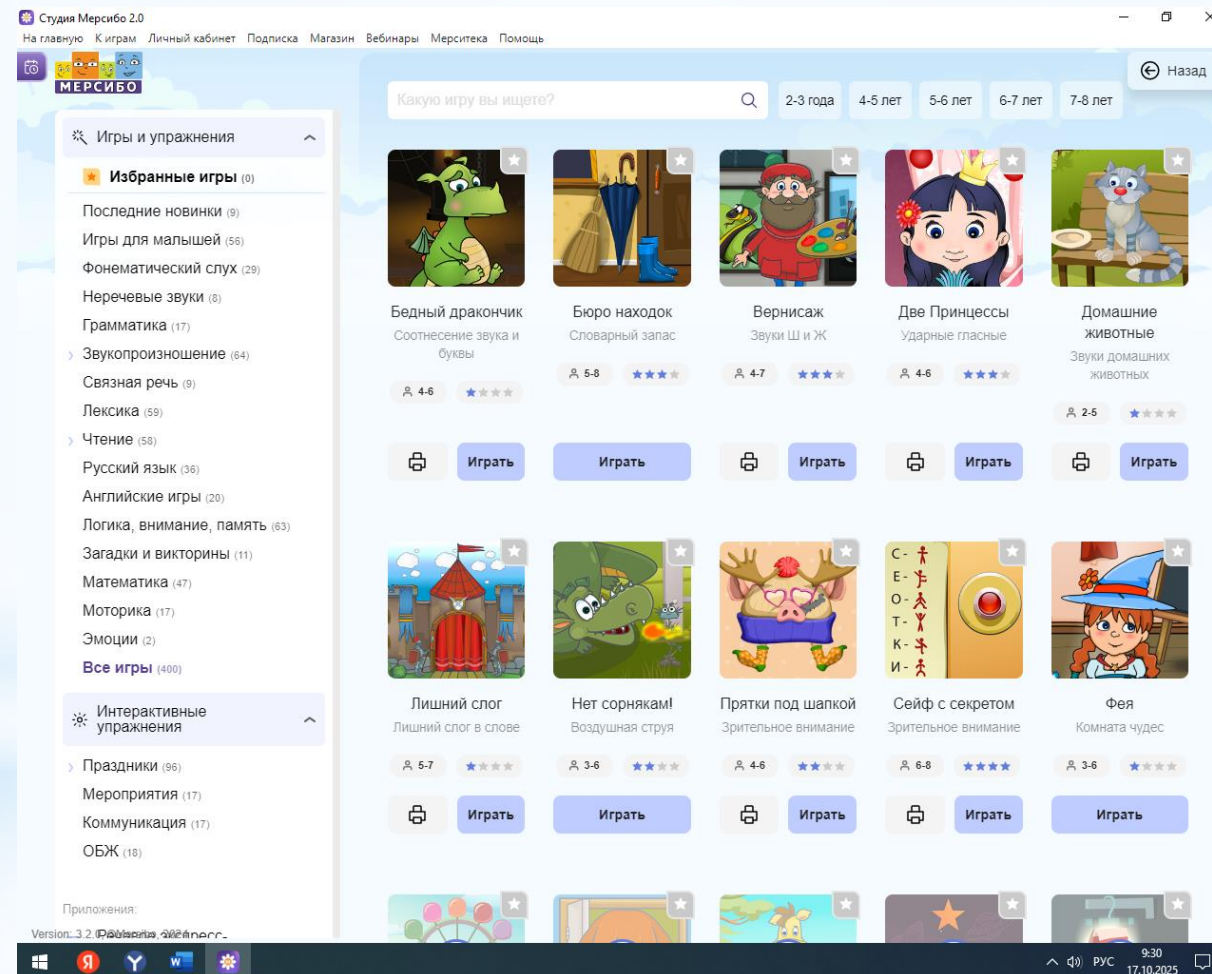 Студия Мерсибо 2.0
На главную К играм Личный кабинет Подписка Магазин Вебинары Мерситека Помощь
МЕРСИБО
Назад
Какую игру вы ищете?
2-3 года 4-5 лет 5-6 лет 6-7 лет 7-8 лет
Игры и упражнения
Избранные игры (0)
Последние новинки (9)
Игры для малышей (56)
Фонематический слух (29)
Неречевые звуки (8)
Грамматика (17)
Звукопроизношение (64)
Связная речь (9)
Лексика (59)
Чтение (58)
Русский язык (36)
Английские игры (20)
Логика, внимание, память (63)
Загадки и викторины (11)
Математика (47)
Моторика (17)
Эмоции (2)
Все игры (400)
Интерактивные
упражнения
Праздники (96)
Мероприятия (17)
Коммуникация (17)
ОБЖ (18)
Приложения:
Version: 3.2.0
Бедный дракончик
Соотнесение звука и
буквы
4-6
Играть
Бюро находок
Словарный запас
5-8
Играть
Вернисаж
Звуки Ш и Ж
4-7
Играть
Две Принцессы
Ударные гласные
4-6
Играть
Домашние
животные
Звуки домашних
животных
2-5
Играть
Лишний слог
Лишний слог в слове
5-7
Играть
Нет сорнякам!
Воздушная струя
3-6
Играть
Прятки под шапкой
Зрительное внимание
4-6
Играть
С -
Е -
О -
Т -
К -
И -
Сейф с секретом
Зрительное внимание
6-8
Играть
Фея
Комната чудес
3-6
Играть
Я
Y
W
РУС
9:30
17.10.2025